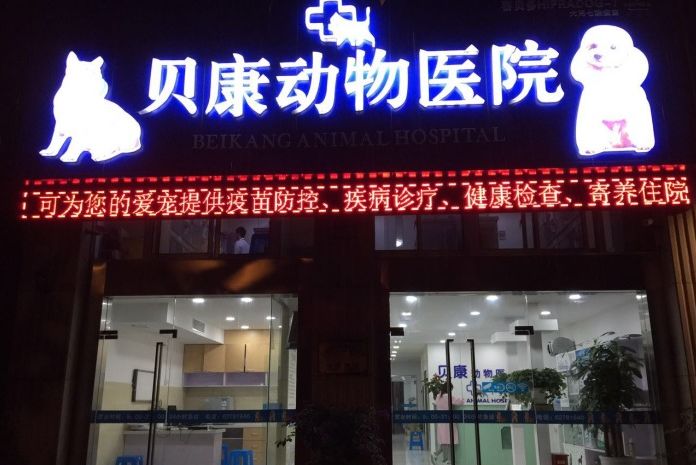 贝康动物医院
BEIKANG ANIMAL HOSPITAL
可为您的爱宠提供疫苗防控、疾病诊疗、健康检查、寄养住院
贝康动物医
ANIMAL HOSP